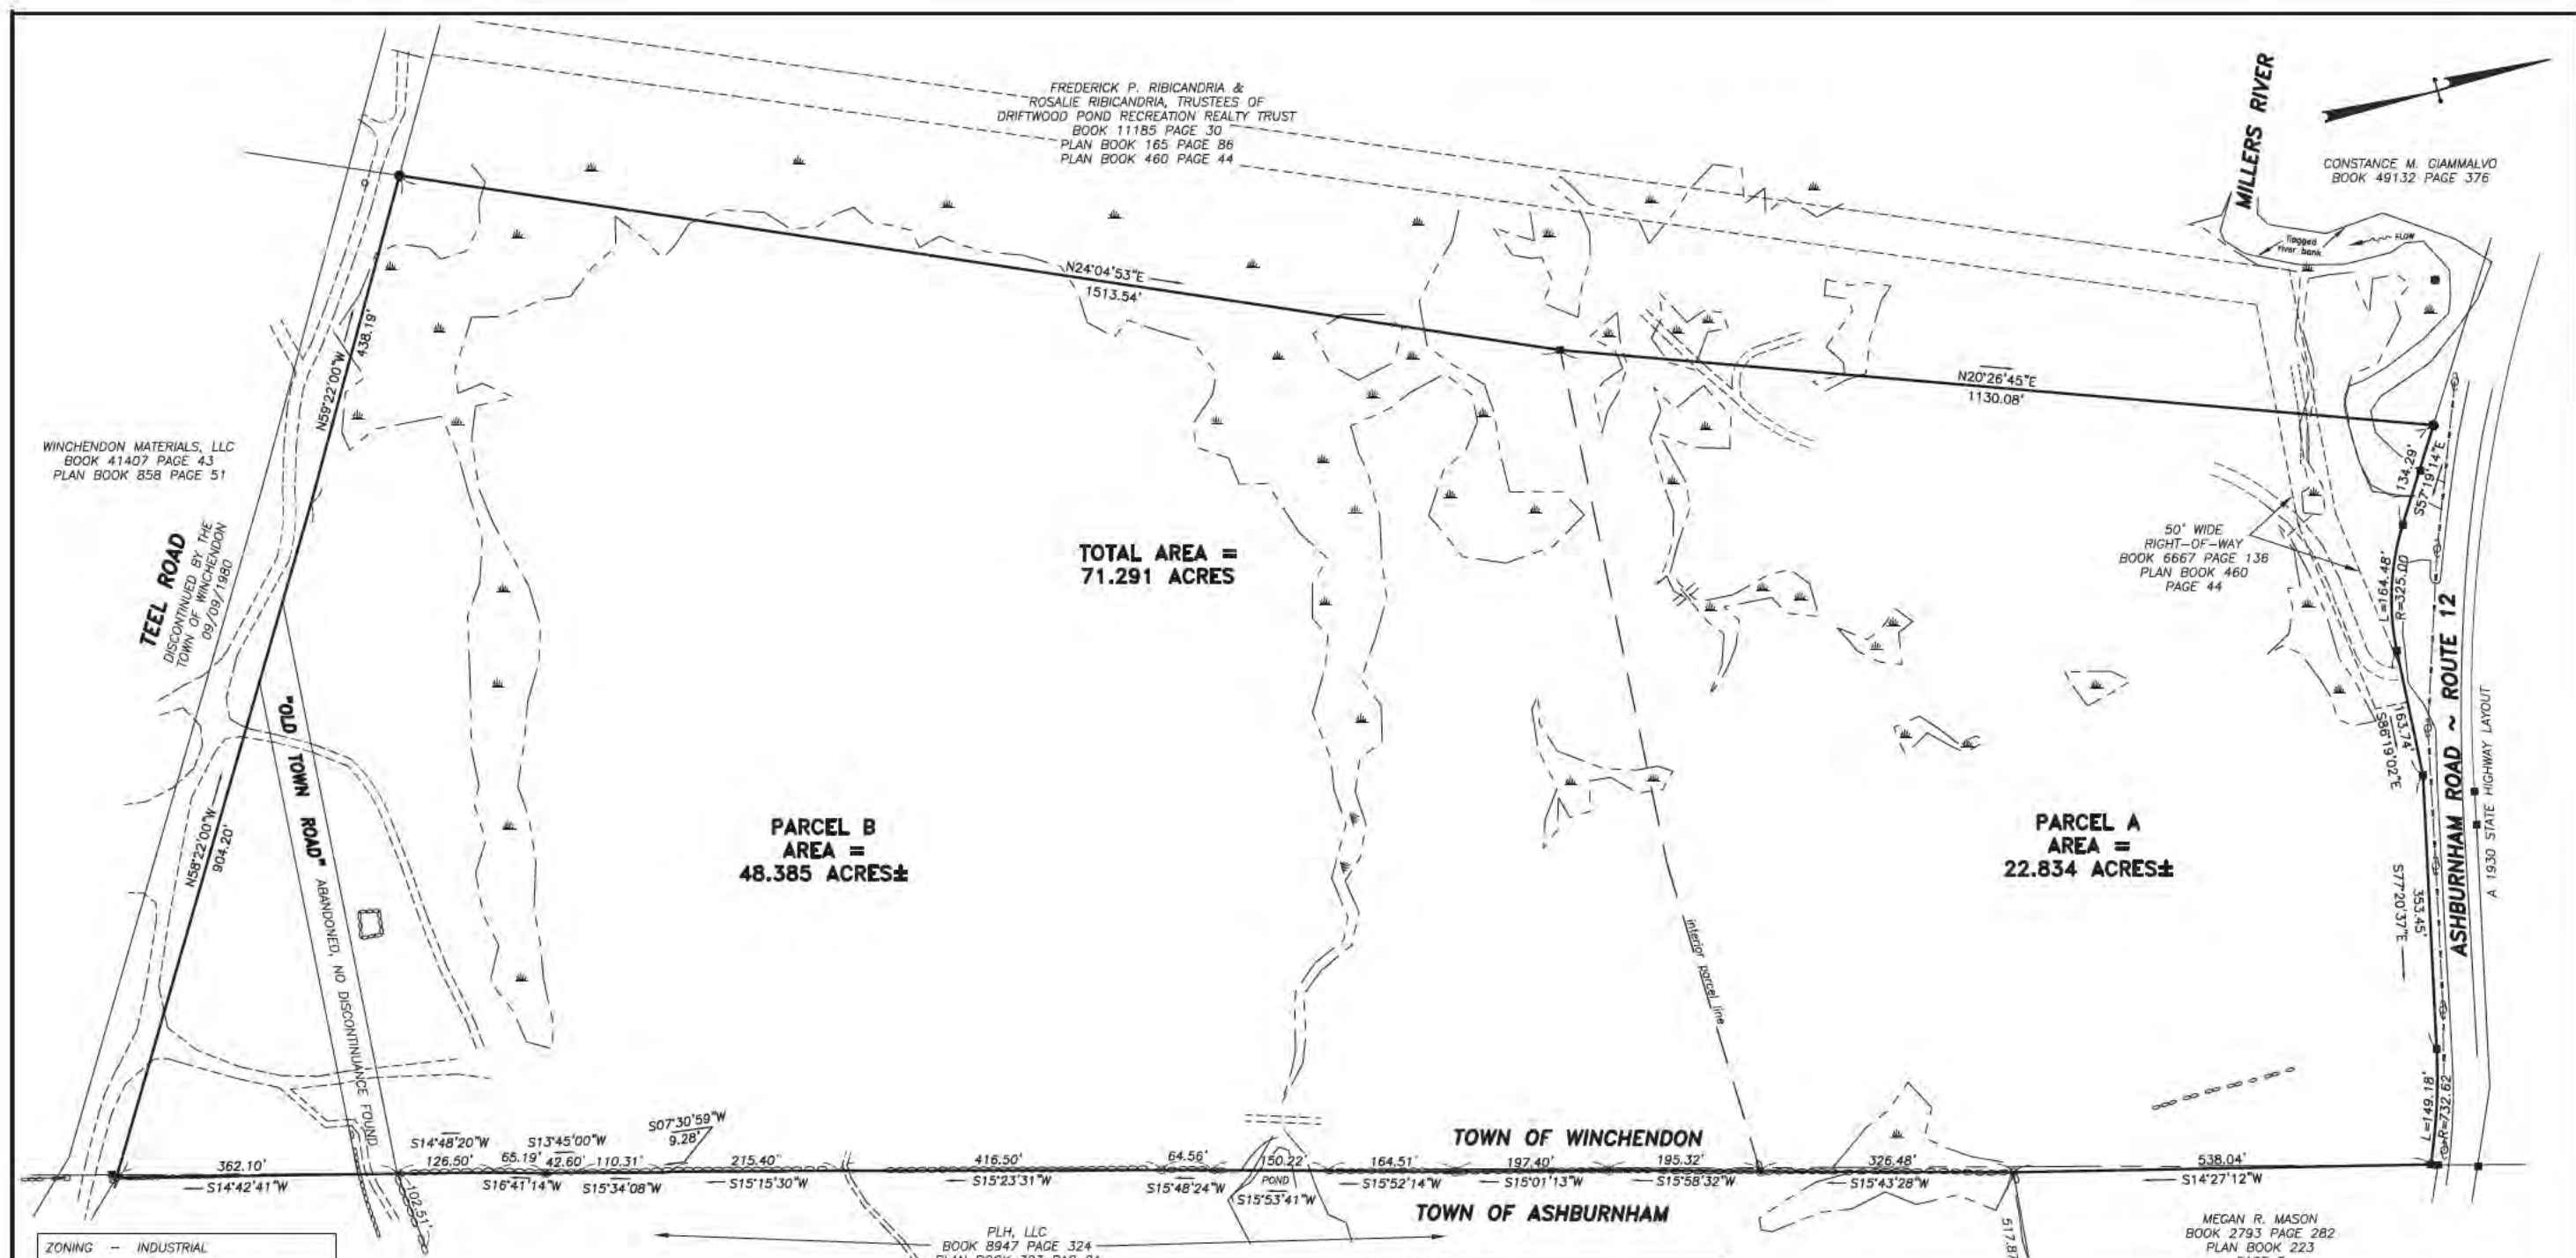 FREDERICK P. RIBICANDRIA &
ROSALIE RIBICANDRIA, TRUSTEES OF
DRIFTWOOD POND RECREATION REALTY TRUST
BOOK 11185 PAGE 30
PLAN BOOK 165 PAGE 86
PLAN BOOK 460 PAGE 44
MILLERS RIVER
CONSTANCE M. GIAMMALVO
BOOK 49132 PAGE 376
flagged
river bank
FLOW
N24°04'53"E
1513.54'
N20°26'45"E
1130.08'
N59°22'00"W
438.19'
WINCHENDON MATERIALS, LLC
BOOK 41407 PAGE 43
PLAN BOOK 858 PAGE 51
TEEL ROAD
DISCONTINUED BY THE
TOWN OF WINCHENDON
09/09/1980
TOTAL AREA =
71.291 ACRES
134.29'
S57°19'14"E
50' WIDE
RIGHT-OF-WAY
BOOK 6667 PAGE 136
PLAN BOOK 460
PAGE 44
L=164.48'
R=325.00
163.74'
S86°19'02"E
ASHBURNHAM ROAD ~ ROUTE 12
A 1930 STATE HIGHWAY LAYOUT
"OLD TOWN ROAD" ABANDONED, NO DISCONTINUANCE FOUND
N58°22'00"W
904.20'
PARCEL B
AREA =
48.385 ACRES±
PARCEL A
AREA =
22.834 ACRES±
353.45'
S77°20'37"E
interior parcel line
L=149.18'
R=732.62
TOWN OF WINCHENDON
S14°48'20"W
S13°45'00"W
S07°30'59"W
9.28'
362.10'
126.50'
65.19'
42.60'
110.31'
215.40'
416.50'
64.56'
150.22'
164.51'
197.40'
195.32'
326.48'
538.04'
S14°42'41"W
S16°41'14"W
S15°34'08"W
S15°15'30"W
S15°23'31"W
S15°48'24"W
POND
S15°53'41"W
S15°52'14"W
S15°01'13"W
S15°58'32"W
S15°43'28"W
S14°27'12"W
102.51'
TOWN OF ASHBURNHAM
517.87
ZONING - INDUSTRIAL
PLH, LLC
BOOK 8947 PAGE 324
MEGAN R. MASON
BOOK 2793 PAGE 282
PLAN BOOK 223